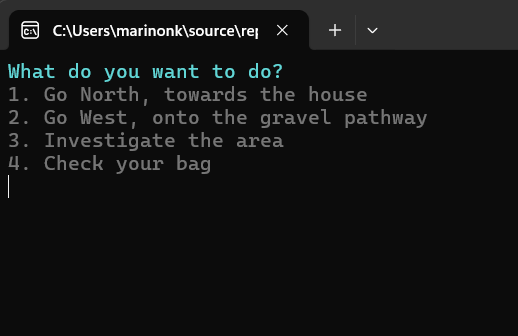 C:\Users\marinonk\source\rep
What do you want to do?
1. Go North, towards the house
2. Go West, onto the gravel pathway
3. Investigate the area
4. Check your bag